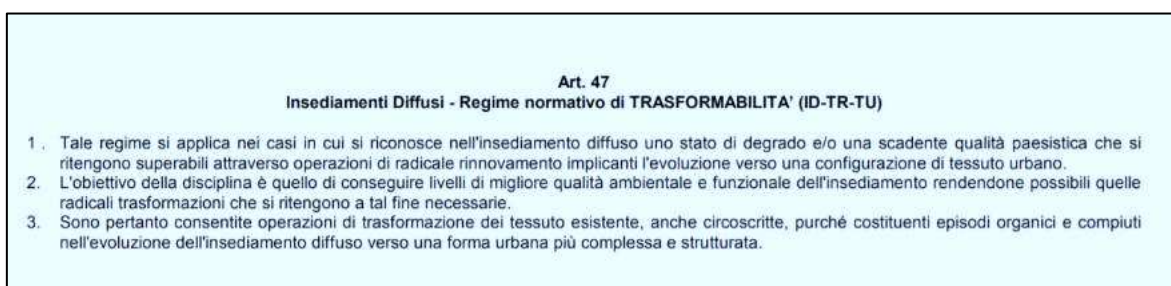 Art. 47
Insediamenti Diffusi - Regime normativo di TRASFORMABILITA' (ID-TR-TU)
1 . Tale regime si applica nei casi in cui si riconosce nell'insediamento diffuso uno stato di degrado e/o una scadente qualità paesistica che si
ritengono superabili attraverso operazioni di radicale rinnovamento implicanti l'evoluzione verso una configurazione di tessuto urbano.
2. L'obiettivo della disciplina è quello di conseguire livelli di migliore qualità ambientale e funzionale dell'insediamento rendendone possibili quelle
radicali trasformazioni che si ritengono a tal fine necessarie.
3. Sono pertanto consentite operazioni di trasformazione dei tessuto esistente, anche circoscritte, purché costituenti episodi organici e compiuti
nell'evoluzione dell'insediamento diffuso verso una forma urbana più complessa e strutturata.